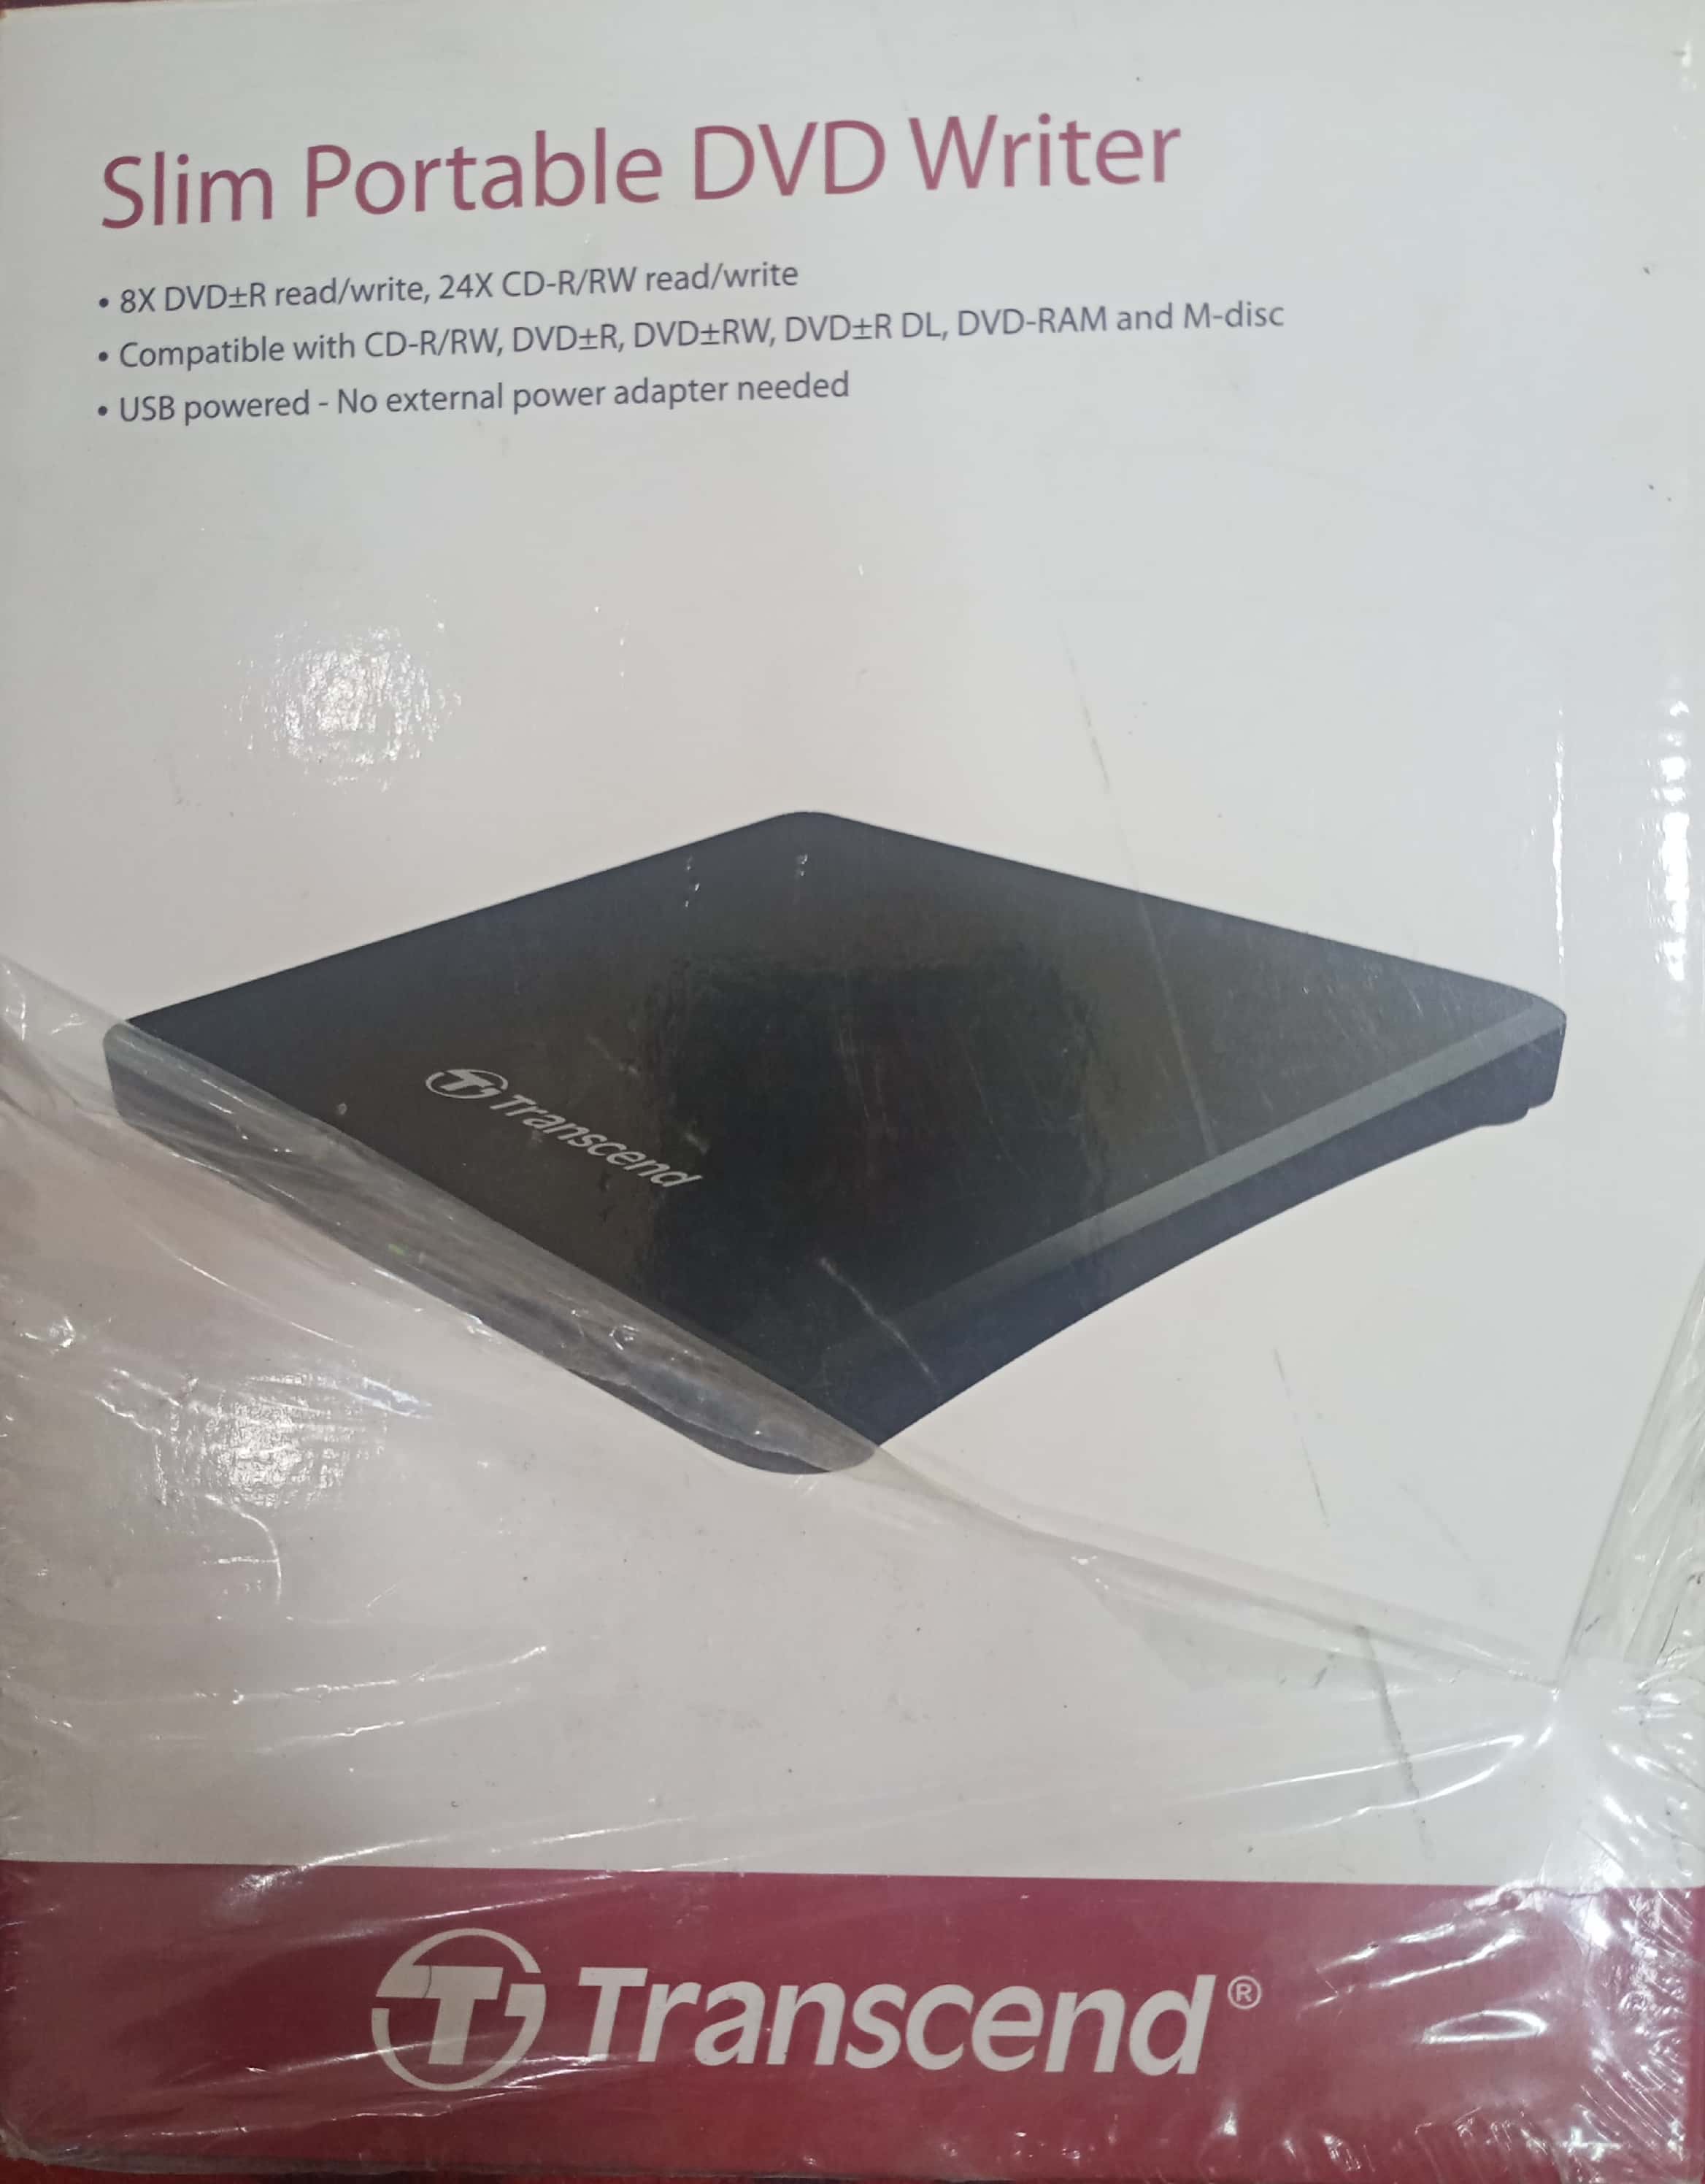 Slim Portable DVD Writer
• 8X DVD±R read/write, 24X CD-R/RW read/write
• Compatible with CD-R/RW, DVD±R, DVD±RW, DVD±R DL, DVD-RAM and M-disc
• USB powered - No external power adapter needed
Transcend
Transcend®